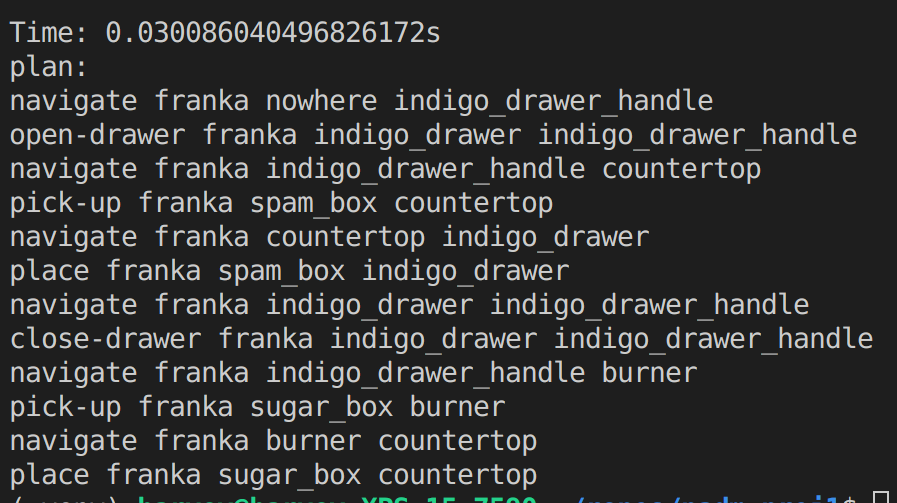 Time: 0.030086040496826172s
plan:
navigate franka nowhere indigo_drawer_handle
open-drawer franka indigo_drawer indigo_drawer_handle
navigate franka indigo_drawer_handle countertop
pick-up franka spam_box countertop
navigate franka countertop indigo_drawer
place franka spam_box indigo_drawer
navigate franka indigo_drawer indigo_drawer_handle
close-drawer franka indigo_drawer indigo_drawer_handle
navigate franka indigo_drawer_handle burner
pick-up franka sugar_box burner
navigate franka burner countertop
place franka sugar_box countertop